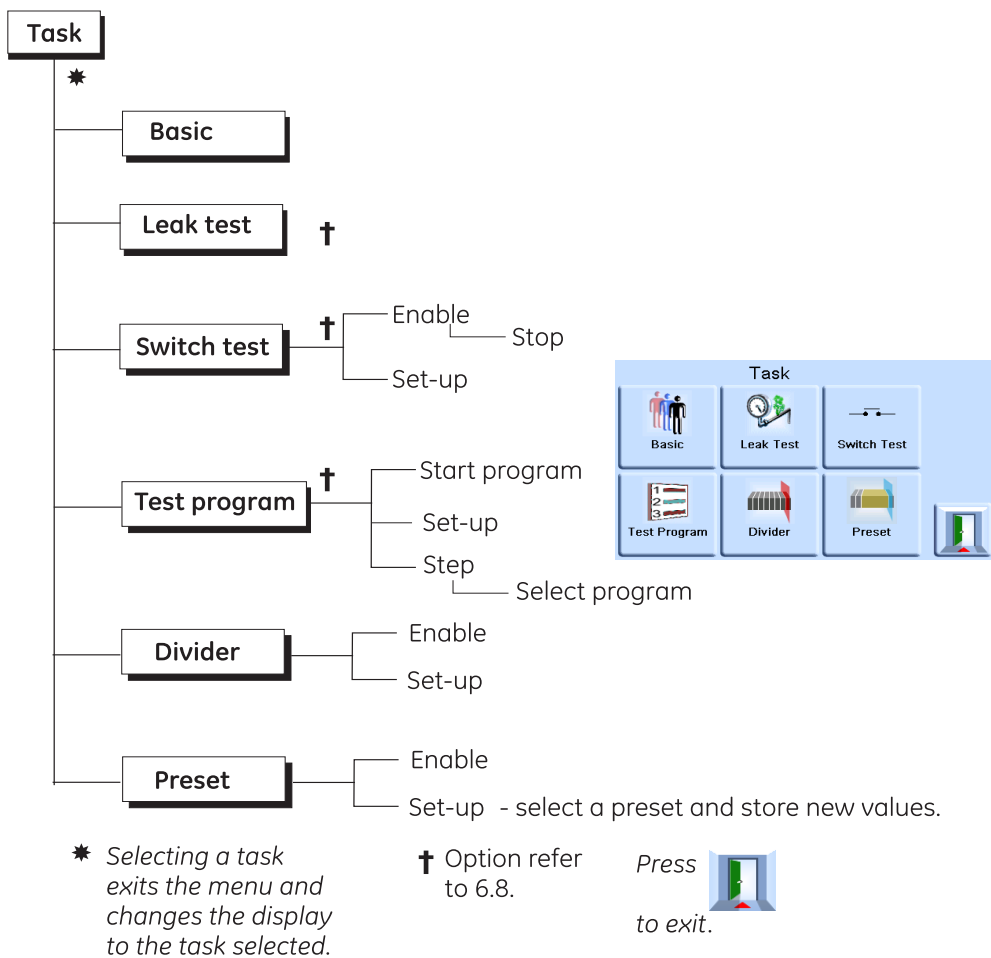 Task
✷
Basic
Leak test †
Switch test †
Enable
Stop
Set-up
Test program †
Start program
Set-up
Step
Select program
Divider
Enable
Set-up
Preset
Enable
Set-up - select a preset and store new values.
Task
Basic
Leak Test
Switch Test
1
2
3
Test Program
Divider
Preset
✷ Selecting a task
exits the menu and
changes the display
to the task selected.
† Option refer
to 6.8.
Press
to exit.